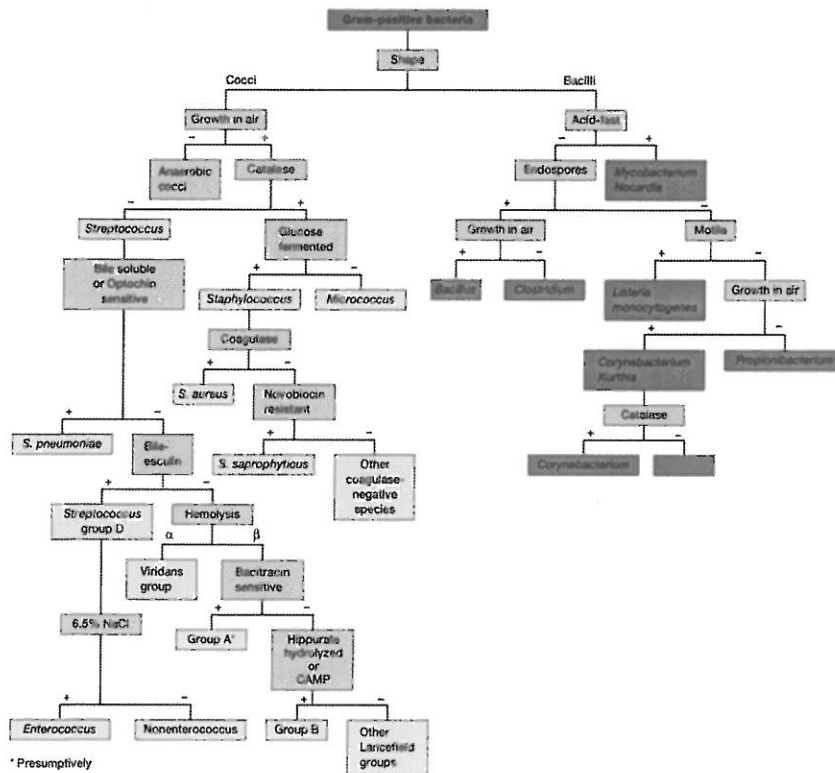 Gram-positive bacteria
Shape
Cocci
Bacilli
Growth in air
Acid-fast
− + − +
Anaerobic
cocci
Catalase
Endospores
Mycobacterium
Nocardia
− + + −
Streptococcus
Glucose
fermented
Growth in air
Motile
Bile soluble
or Optochin
sensitive
+ − + − + −
Staphylococcus
Micrococcus
Bacillus
Clostridium
Listeria
monocytogenes
Growth in air
Coagulase
+ − + −
S. aureus
Novobiocin
resistant
Corynebacterium
Kurthia
Propionibacterium
Catalase
+ − + − + −
S. pneumoniae
Bile-
esculin
S. saprophyticus
Other
coagulase-
negative
species
Corynebacterium
+ −
Streptococcus
group D
Hemolysis
α β
Viridans
group
Bacitracin
sensitive
+ −
6.5% NaCl
Group A*
Hippurate
hydrolyzed
or
CAMP
+ − + −
Enterococcus
Nonenterococcus
Group B
Other
Lancefield
groups
* Presumptively